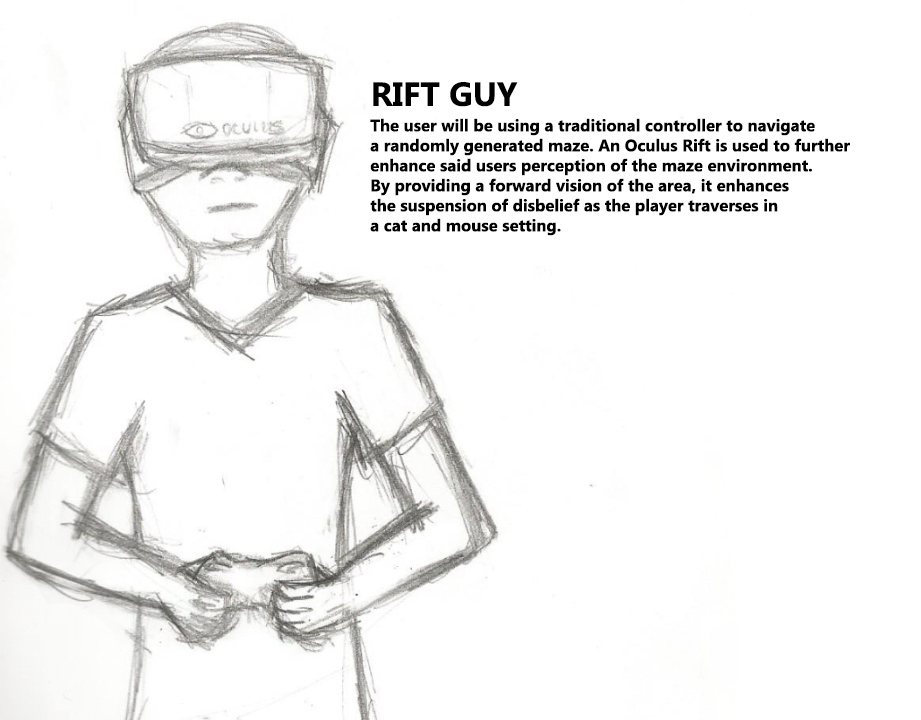 OCULUS
RIFT GUY
The user will be using a traditional controller to navigate
a randomly generated maze. An Oculus Rift is used to further
enhance said users perception of the maze environment.
By providing a forward vision of the area, it enhances
the suspension of disbelief as the player traverses in
a cat and mouse setting.